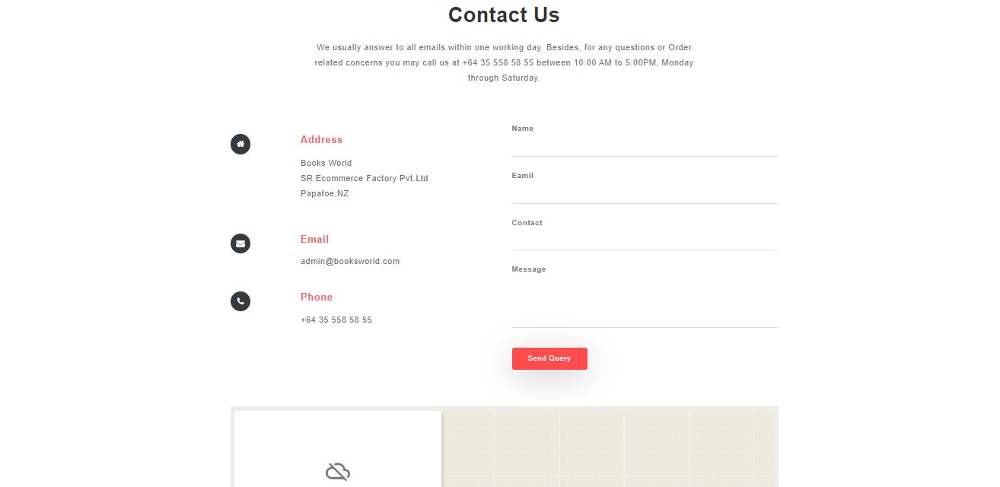 Contact Us
We usually answer to all emails within one working day. Besides, for any questions or Order
related concerns you may call us at +64 35 558 58 55 between 10:00 AM to 5:00PM, Monday
through Saturday.
Address
Books World
SR Ecommerce Factory Pvt.Ltd
Papatoe,NZ
Email
admin@booksworld.com
Phone
+64 35 558 58 55
Name
Eamil
Contact
Message
Send Query